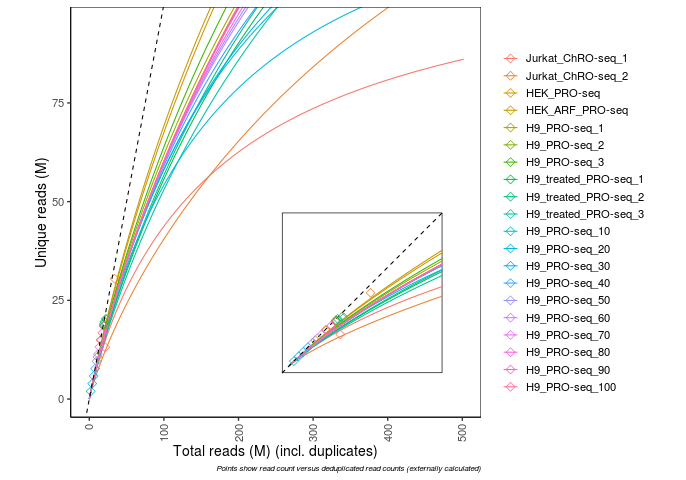 Unique reads (M)
75
50
25
0
0
100
200
300
400
500
Total reads (M) (incl. duplicates)
Points show read count versus deduplicated read counts (externally calculated)
Jurkat_ChRO-seq_1
Jurkat_ChRO-seq_2
HEK_PRO-seq
HEK_ARF_PRO-seq
H9_PRO-seq_1
H9_PRO-seq_2
H9_PRO-seq_3
H9_treated_PRO-seq_1
H9_treated_PRO-seq_2
H9_treated_PRO-seq_3
H9_PRO-seq_10
H9_PRO-seq_20
H9_PRO-seq_30
H9_PRO-seq_40
H9_PRO-seq_50
H9_PRO-seq_60
H9_PRO-seq_70
H9_PRO-seq_80
H9_PRO-seq_90
H9_PRO-seq_100